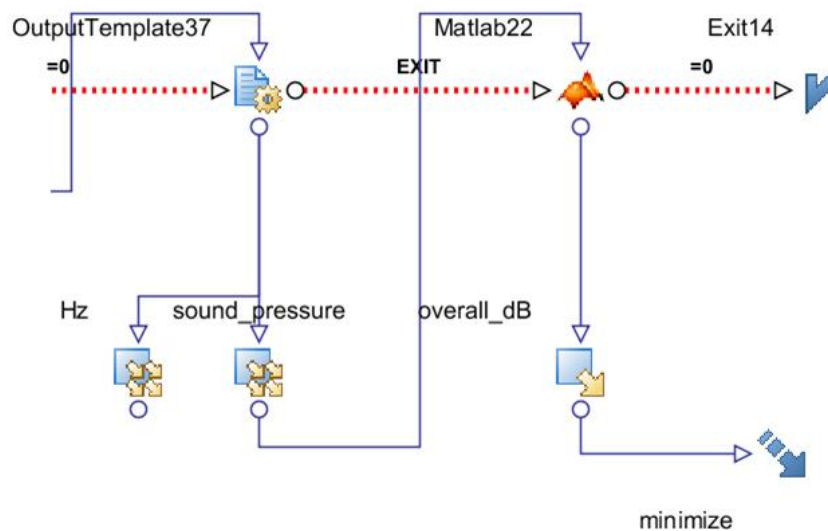 OutputTemplate37
Matlab22
Exit14
=0
EXIT
=0
Hz
sound_pressure
overall_dB
minimize